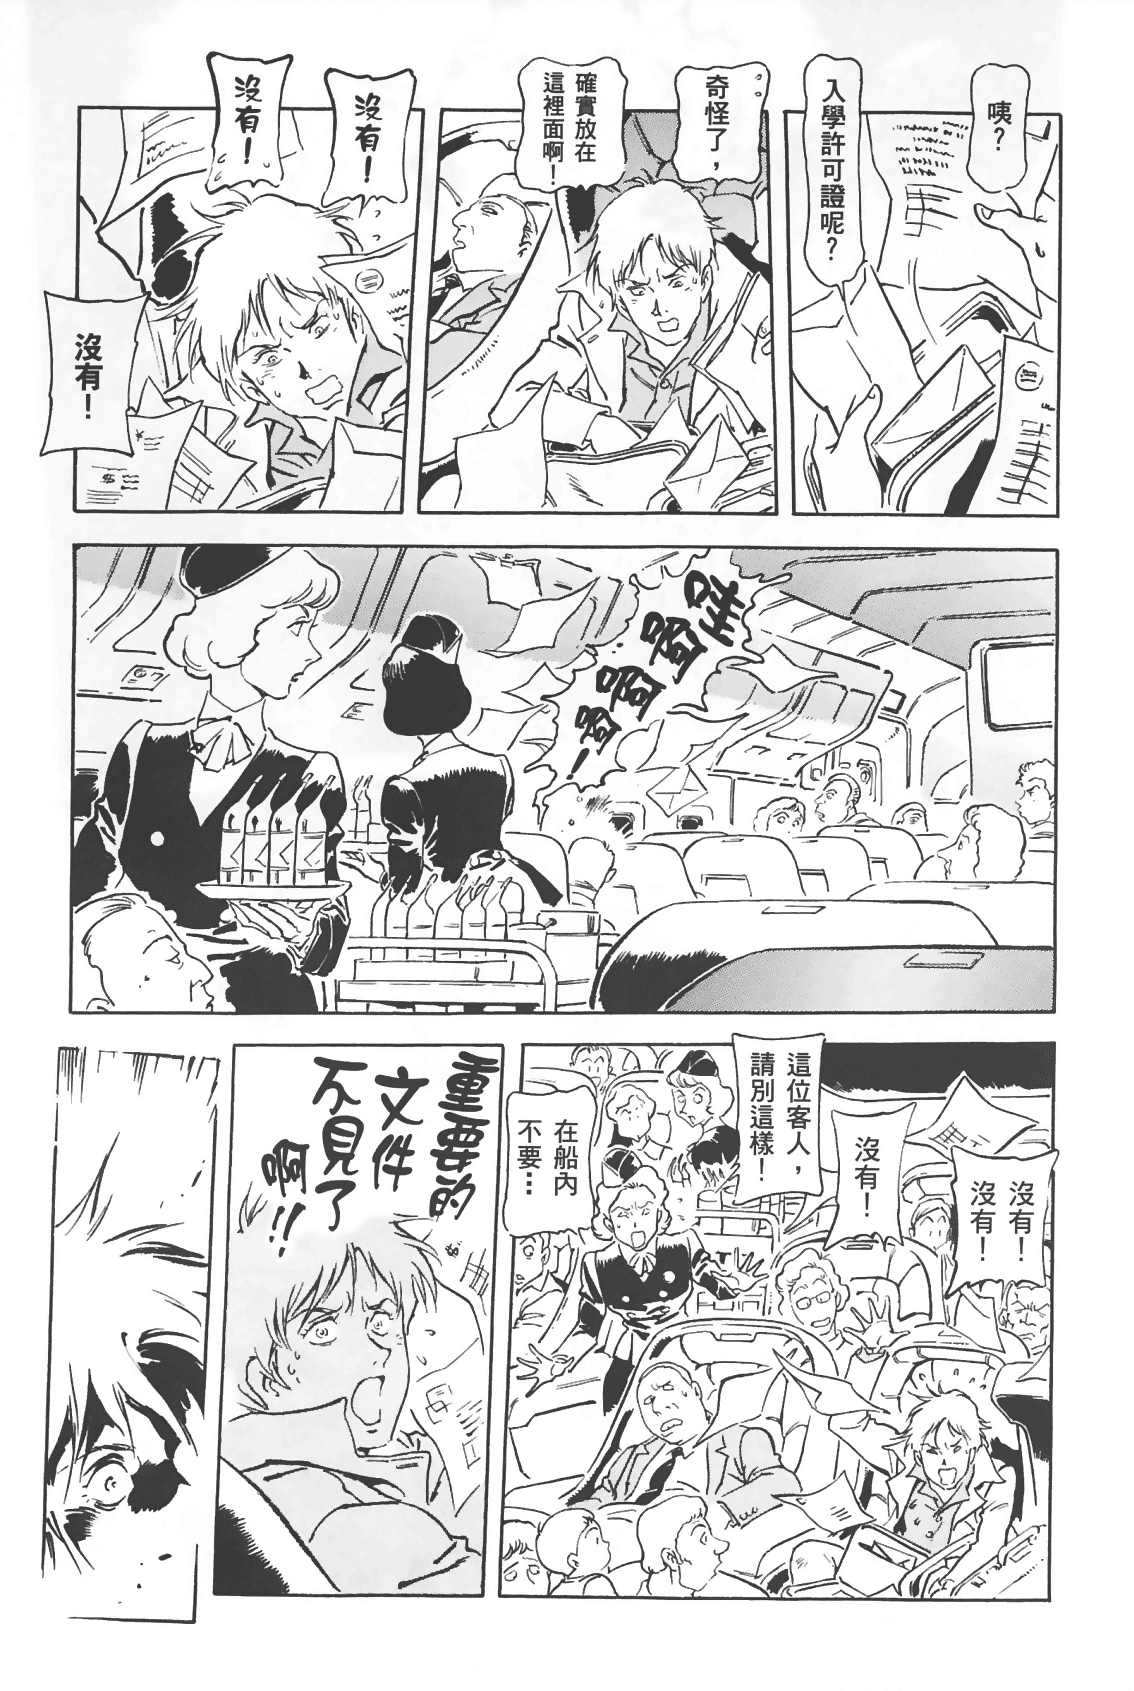 咦？
入學許可證呢？
奇怪了，
確實放在
這裡面啊！
沒有！
沒有！
沒有！
哇啊啊啊啊！
沒有！
沒有！
沒有！
這位客人，
請別這樣！
在船內
不要…
重要的
文件
不見了
啊!!